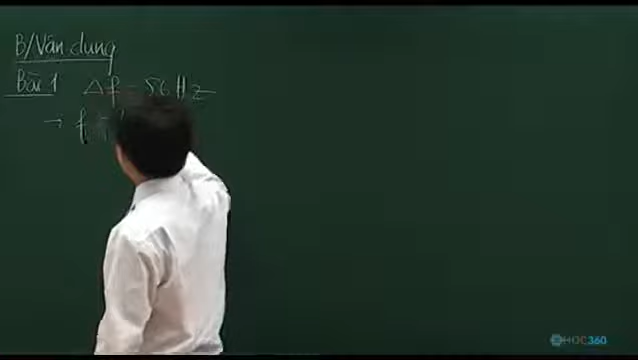 B/Vận dụng
Bài 1 Δf = 56 Hz
→ f
HOC360